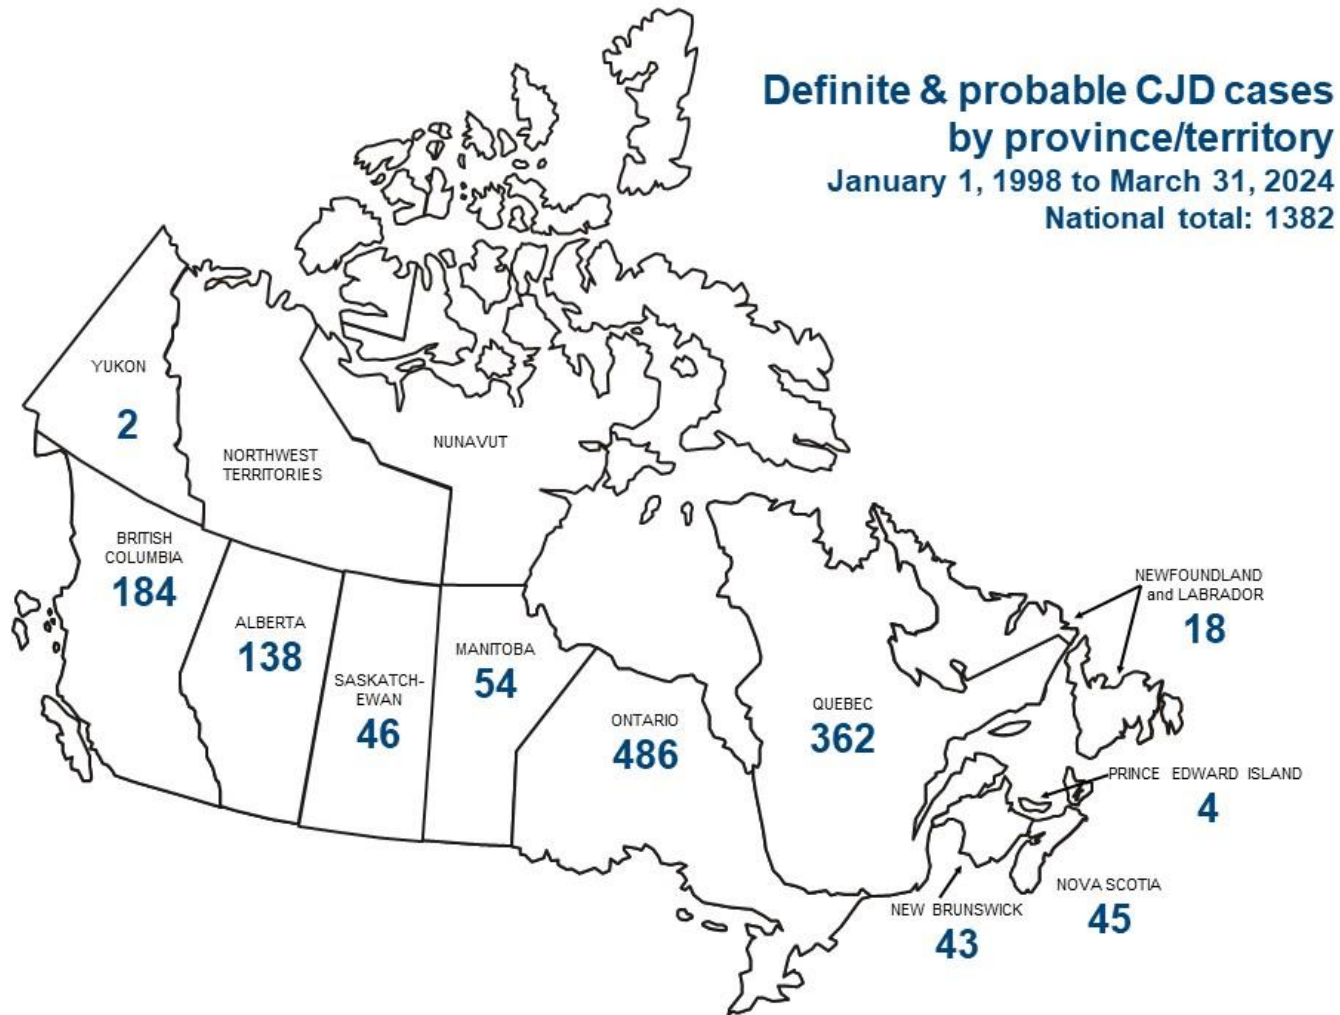 Definite & probable CJD cases
by province/territory
January 1, 1998 to March 31, 2024
National total: 1382
YUKON
2
NORTHWEST
TERRITORIES
NUNAVUT
BRITISH
COLUMBIA
184
ALBERTA
138
SASKATCH-
EWAN
46
MANITOBA
54
ONTARIO
486
QUEBEC
362
NEWFOUNDLAND
and LABRADOR
18
PRINCE EDWARD ISLAND
4
NOVA SCOTIA
45
NEW BRUNSWICK
43